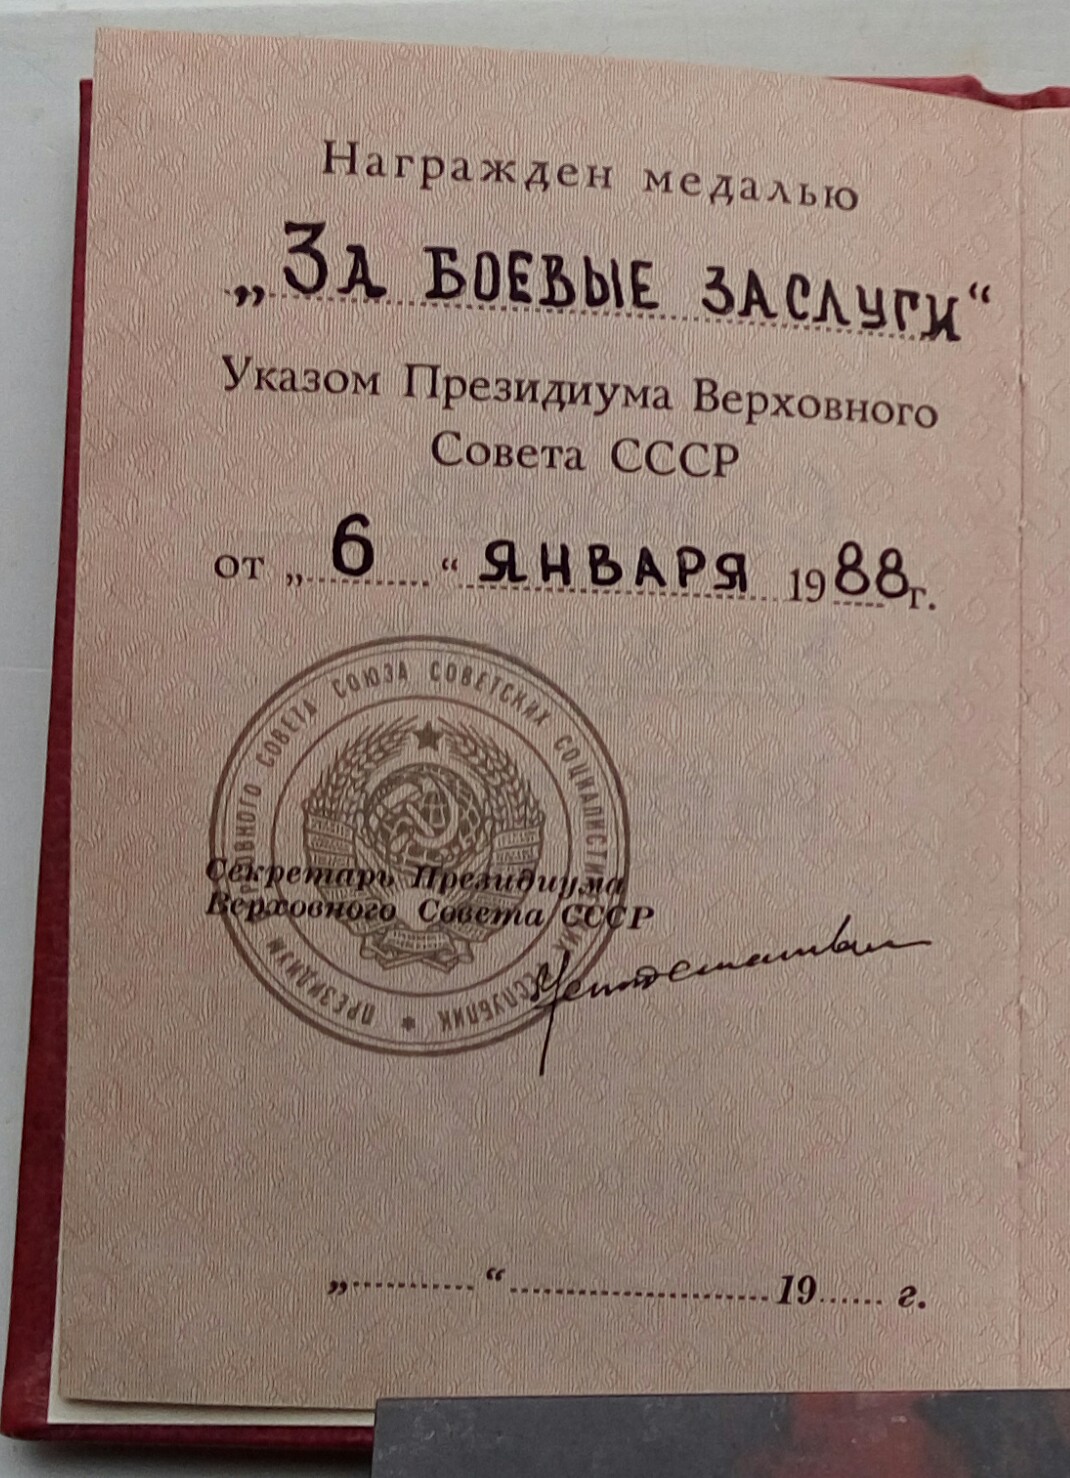 Награжден медалью
„За БОЕВЫЕ ЗАСЛУГИ“
Указом Президиума Верховного
Совета СССР
от „ 6 “ ЯНВАРЯ 1988г.
ПРЕЗИДИУМ ВЕРХОВНОГО СОВЕТА СОЮЗА СОВЕТСКИХ СОЦИАЛИСТИЧЕСКИХ РЕСПУБЛИК *
Секретарь Президиума
Верховного Совета СССР
„............“........................19...... г.